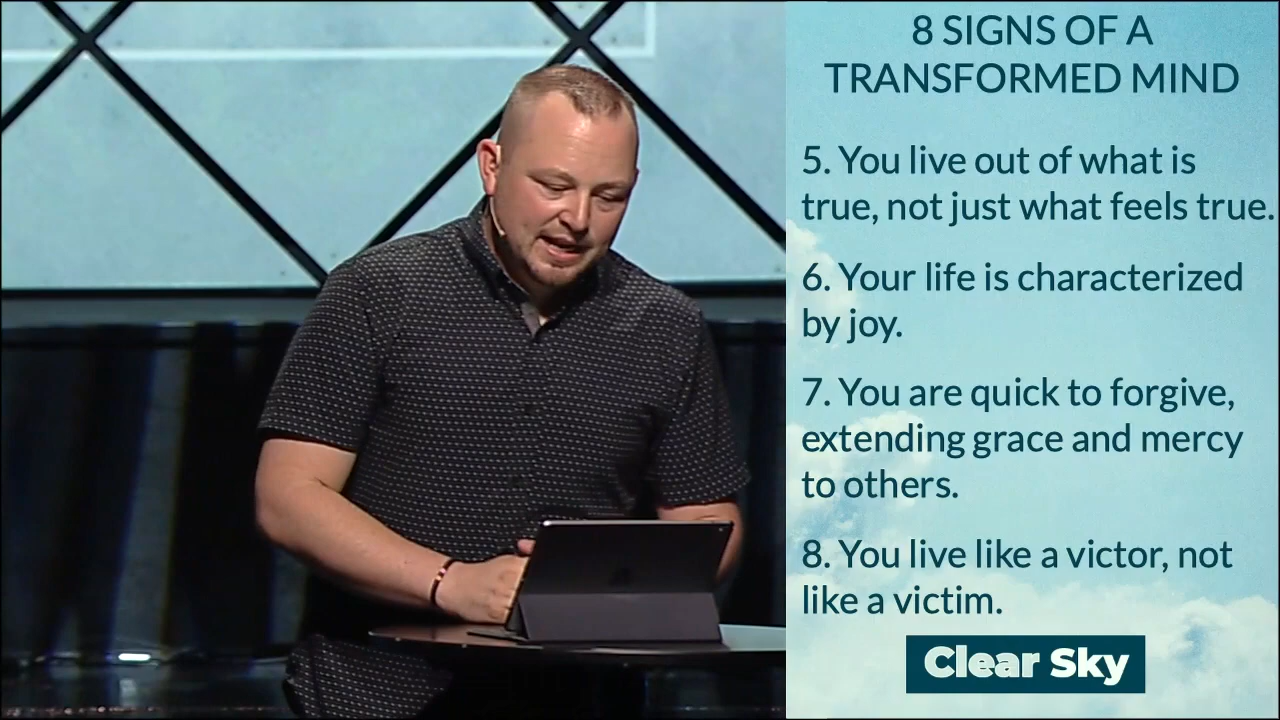 8 SIGNS OF A
TRANSFORMED MIND
5. You live out of what is
true, not just what feels true.
6. Your life is characterized
by joy.
7. You are quick to forgive,
extending grace and mercy
to others.
8. You live like a victor, not
like a victim.
Clear Sky